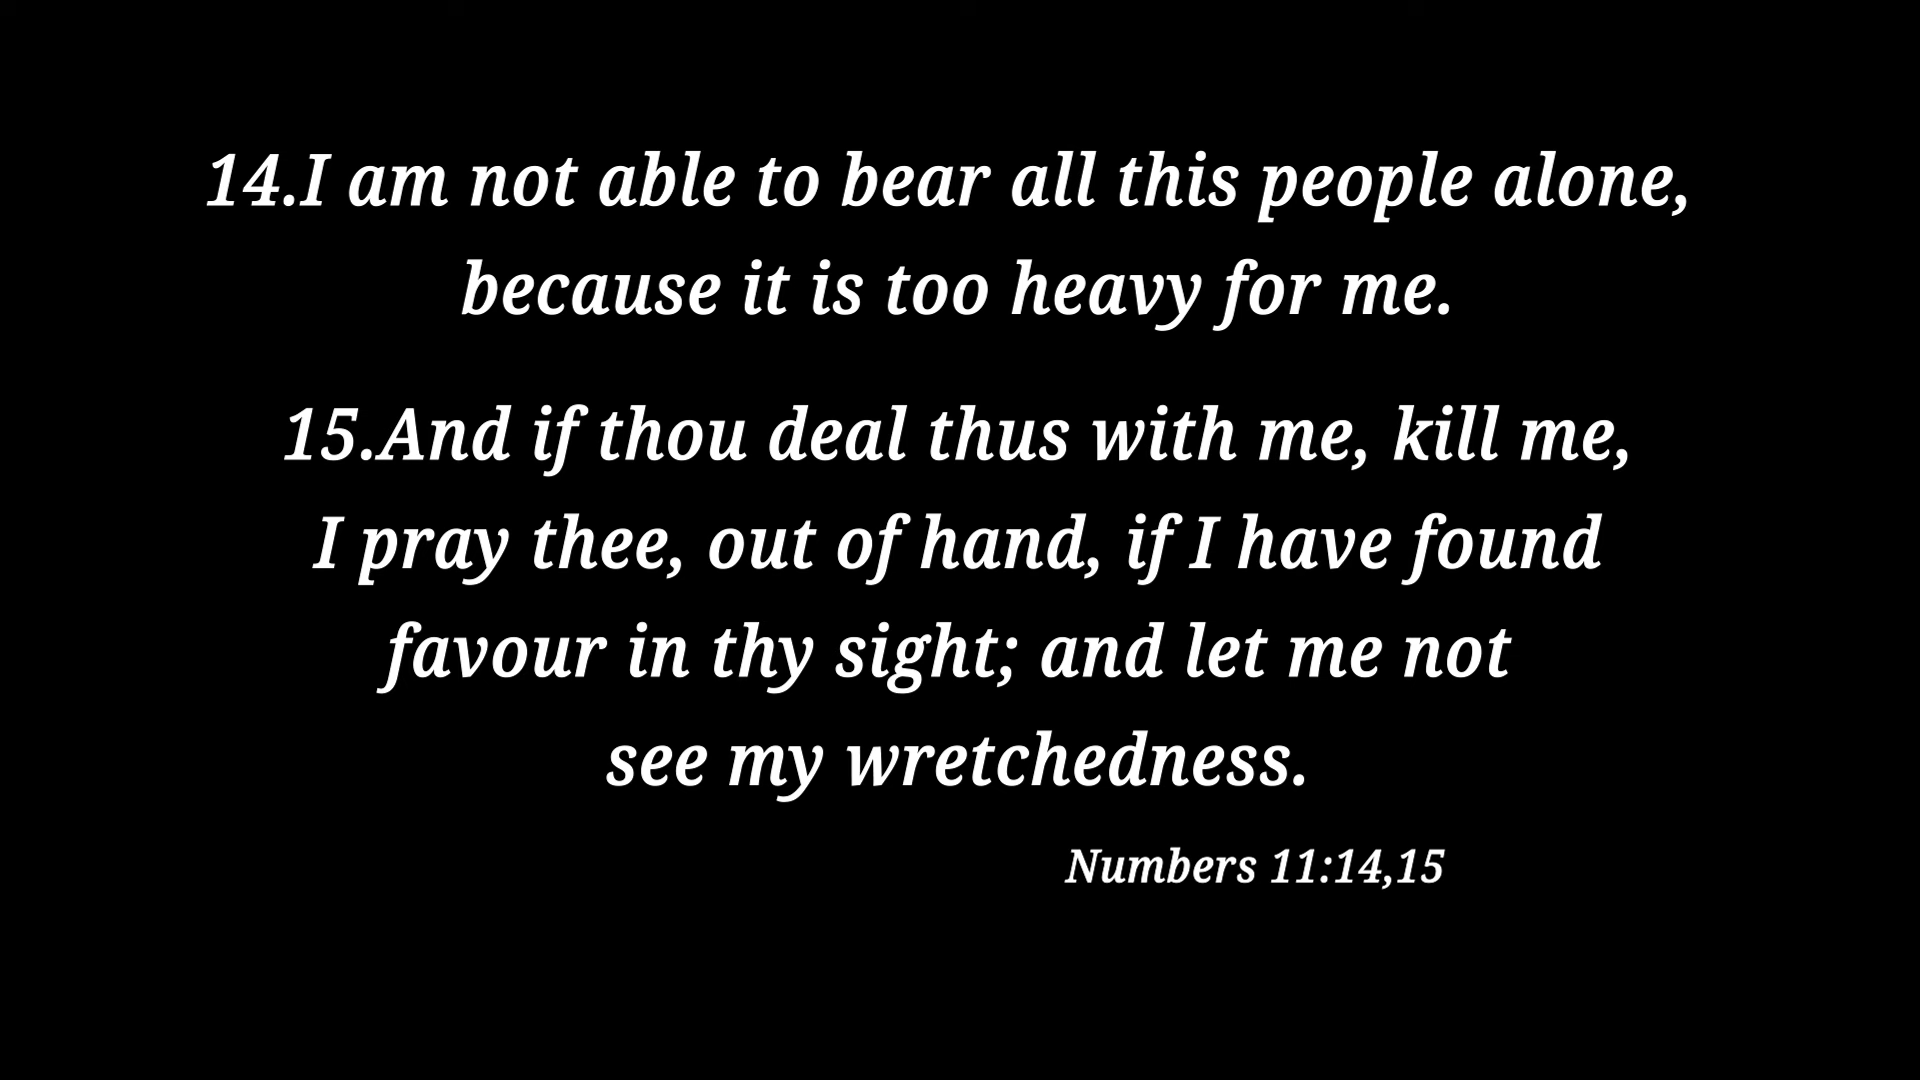 14.I am not able to bear all this people alone,
because it is too heavy for me.
15.And if thou deal thus with me, kill me,
I pray thee, out of hand, if I have found
favour in thy sight; and let me not
see my wretchedness.
Numbers 11:14,15